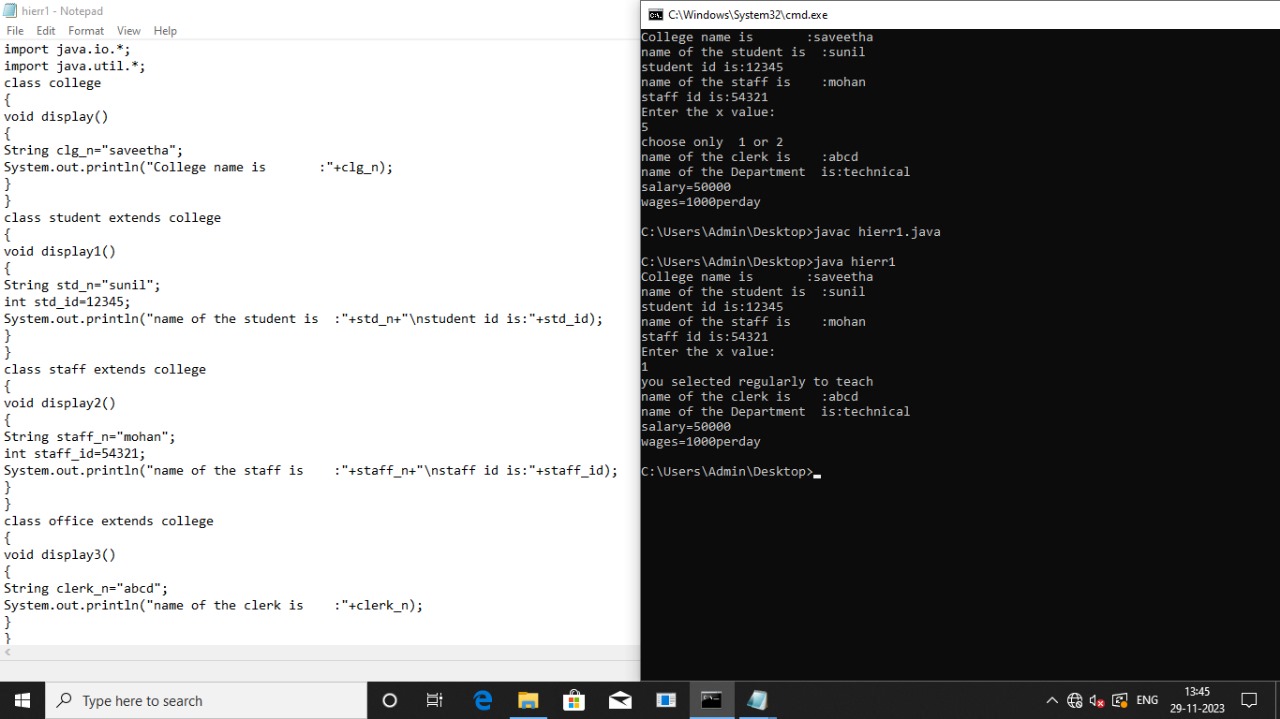 hierr1 - Notepad
File Edit Format View Help
import java.io.*;
import java.util.*;
class college
{
void display()
{
String clg_n="saveetha";
System.out.println("College name is       :"+clg_n);
}
}
class student extends college
{
void display1()
{
String std_n="sunil";
int std_id=12345;
System.out.println("name of the student is  :"+std_n+"\nstudent id is:"+std_id);
}
}
class staff extends college
{
void display2()
{
String staff_n="mohan";
int staff_id=54321;
System.out.println("name of the staff is    :"+staff_n+"\nstaff id is:"+staff_id);
}
}
class office extends college
{
void display3()
{
String clerk_n="abcd";
System.out.println("name of the clerk is    :"+clerk_n);
}
}
C:\Windows\System32\cmd.exe
College name is       :saveetha
name of the student is  :sunil
student id is:12345
name of the staff is    :mohan
staff id is:54321
Enter the x value:
5
choose only  1 or 2
name of the clerk is    :abcd
name of the Department  is:technical
salary=50000
wages=1000perday
C:\Users\Admin\Desktop>javac hierr1.java
C:\Users\Admin\Desktop>java hierr1
College name is       :saveetha
name of the student is  :sunil
student id is:12345
name of the staff is    :mohan
staff id is:54321
Enter the x value:
1
you selected regularly to teach
name of the clerk is    :abcd
name of the Department  is:technical
salary=50000
wages=1000perday
C:\Users\Admin\Desktop>
Type here to search
ENG
13:45
29-11-2023